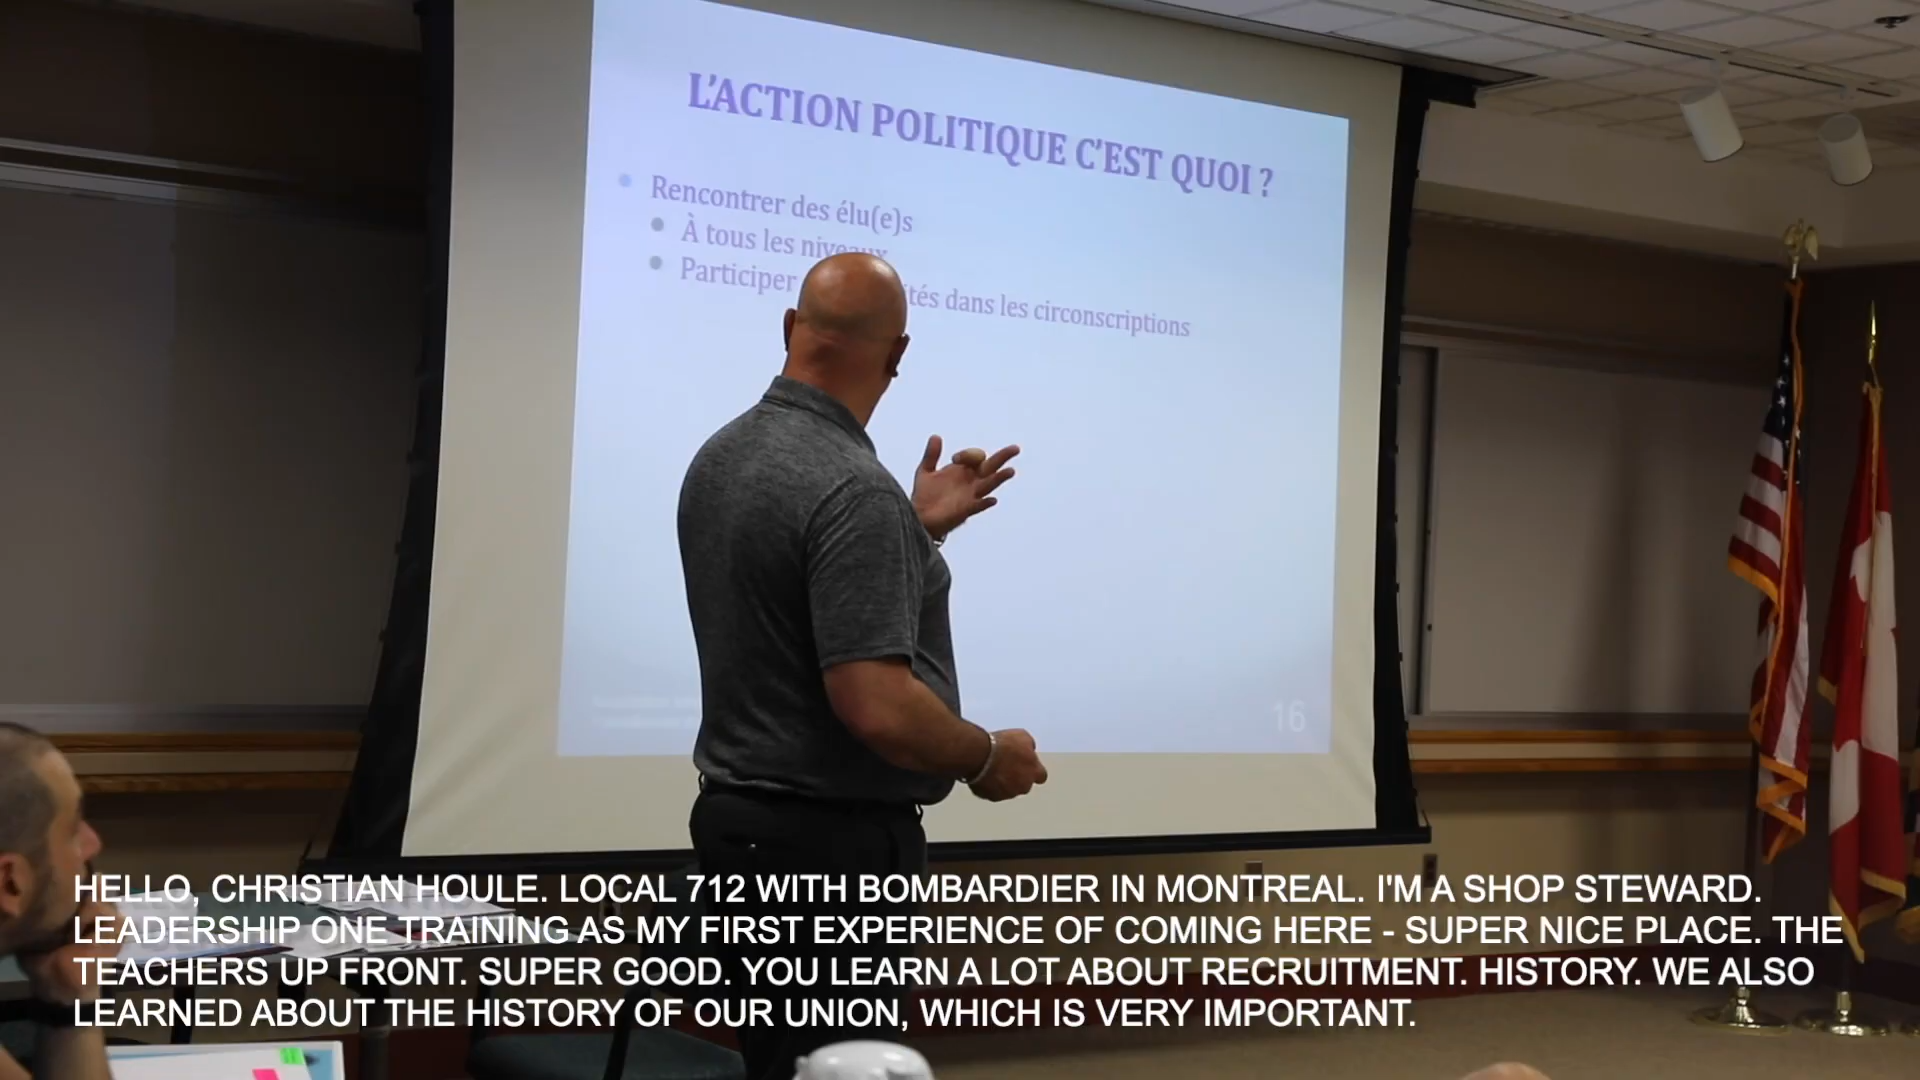 L'ACTION POLITIQUE C'EST QUOI ?
Rencontrer des élu(e)s
À tous les niveaux
Participer tés dans les circonscriptions
16
HELLO, CHRISTIAN HOULE. LOCAL 712 WITH BOMBARDIER IN MONTREAL. I'M A SHOP STEWARD.
LEADERSHIP ONE TRAINING AS MY FIRST EXPERIENCE OF COMING HERE - SUPER NICE PLACE. THE
TEACHERS UP FRONT. SUPER GOOD. YOU LEARN A LOT ABOUT RECRUITMENT. HISTORY. WE ALSO
LEARNED ABOUT THE HISTORY OF OUR UNION, WHICH IS VERY IMPORTANT.